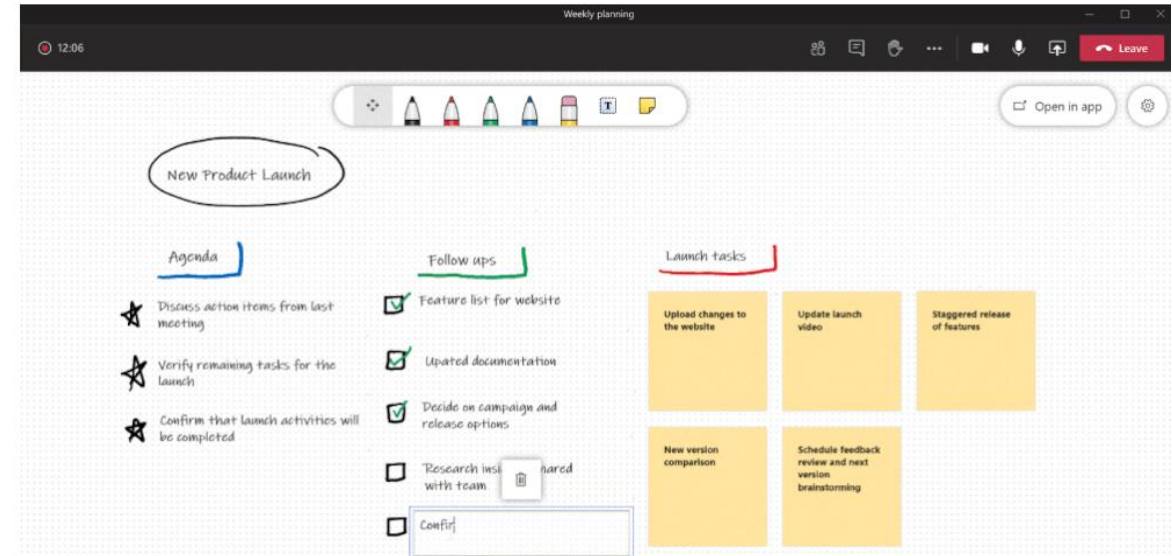 Weekly planning
12:06
Leave
T
Open in app
New Product Launch
Agenda
Discuss action items from last
meeting
Verify remaining tasks for the
launch
Confirm that launch activities will
be completed
Follow ups
Feature list for website
Upated documentation
Decide on campaign and
release options
Research insi hared
with team
Confir
Launch tasks
Upload changes to
the website
Update launch
video
Staggered release
of features
New version
comparison
Schedule feedback
review and next
version
brainstorming